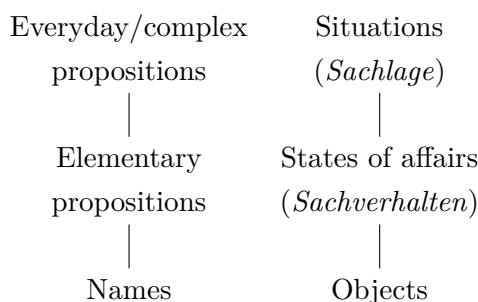 Everyday/complex propositions
Situations (Sachlage)
Elementary propositions
States of affairs (Sachverhalten)
Names
Objects